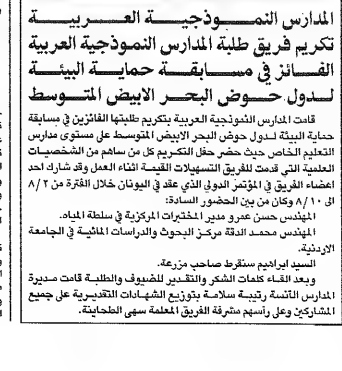 المدارس النموذجية العربية
تكريم فريق طلبة المدارس النموذجية العربية
الفائز في مسابقة حماية البيئة
لدول حوض البحر الابيض المتوسط
قامت المدارس النموذجية العربية بتكريم طلبتها الفائزين في مسابقة
حماية البيئة لدول حوض البحر الابيض المتوسط على مستوى مدارس
التعليم الخاص حيث حضر حفل التكريم كل من ساهم من الشخصيات
العلمية التي قدمت للفريق التسهيلات القيمة اثناء العمل وقد شارك احد
اعضاء الفريق في المؤتمر الدولي الذي عقد في اليونان خلال الفترة من ٨/٢
الى ٨/١٠ وكان من بين الحضور السادة:
المهندس حسن عمرو مدير المختبرات المركزية في سلطة المياه.
المهندس محمد الدقة مركز البحوث والدراسات المائية في الجامعة
الاردنية.
السيد ابراهيم سنقرط صاحب مزرعة.
وبعد القاء كلمات الشكر والتقدير للضيوف والطلبة قامت مديرة
المدارس الآنسة رتيبة سلامة بتوزيع الشهادات التقديرية على جميع
المشاركين وعلى رأسهم مشرفة الفريق المعلمة سهى الطحاينة.